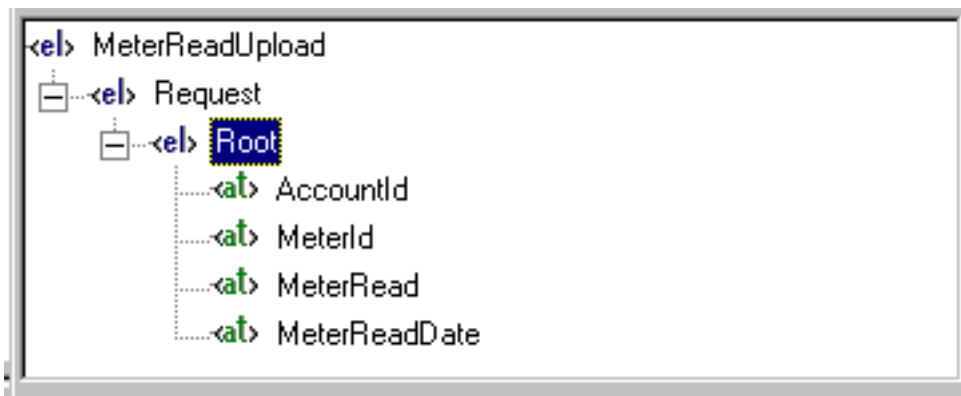 <el> MeterReadUpload
<el> Request
<el> Root
<at> AccountId
<at> MeterId
<at> MeterRead
<at> MeterReadDate